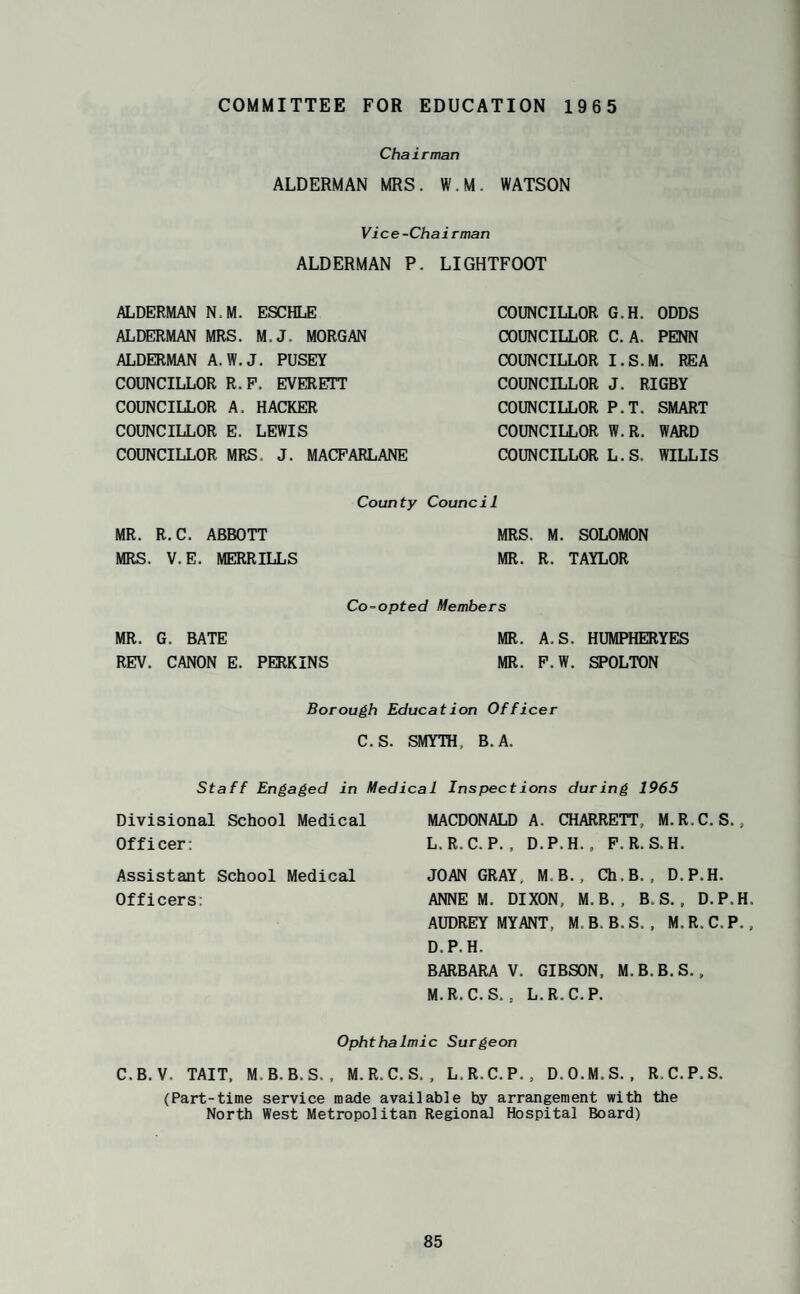 COMMITTEE FOR EDUCATION 1965
Chairman
ALDERMAN MRS. W.M. WATSON
Vice-Chairman
ALDERMAN P. LIGHTFOOT
ALDERMAN N.M. ESCHLE
ALDERMAN MRS. M.J. MORGAN
ALDERMAN A.W.J. PUSEY
COUNCILLOR R.F. EVERETT
COUNCILLOR A. HACKER
COUNCILLOR E. LEWIS
COUNCILLOR MRS. J. MACFARLANE
COUNCILLOR G.H. ODDS
COUNCILLOR C.A. PENN
COUNCILLOR I.S.M. REA
COUNCILLOR J. RIGBY
COUNCILLOR P.T. SMART
COUNCILLOR W.R. WARD
COUNCILLOR L.S. WILLIS
County Council
MR. R.C. ABBOTT
MRS. V.E. MERRILLS
MRS. M. SOLOMON
MR. R. TAYLOR
Co-opted Members
MR. G. BATE
REV. CANON E. PERKINS
MR. A.S. HUMPHERYES
MR. F.W. SPOLTON
Borough Education Officer
C.S. SMYTH, B.A.
Staff Engaged in Medical Inspections during 1965
Divisional School Medical
Officer:
MACDONALD A. CHARRETT, M.R.C.S.,
L.R.C.P., D.P.H., F.R.S.H.
Assistant School Medical
Officers:
JOAN GRAY, M.B., Ch.B., D.P.H.
ANNE M. DIXON, M.B., B.S., D.P.H.
AUDREY MYANT, M.B.B.S., M.R.C.P.,
D.P.H.
BARBARA V. GIBSON, M.B.B.S.,
M.R.C.S., L.R.C.P.
Ophthalmic Surgeon
C.B.V. TAIT, M.B.B.S., M.R.C.S., L.R.C.P., D.O.M.S., R.C.P.S.
(Part-time service made available by arrangement with the
North West Metropolitan Regional Hospital Board)
85